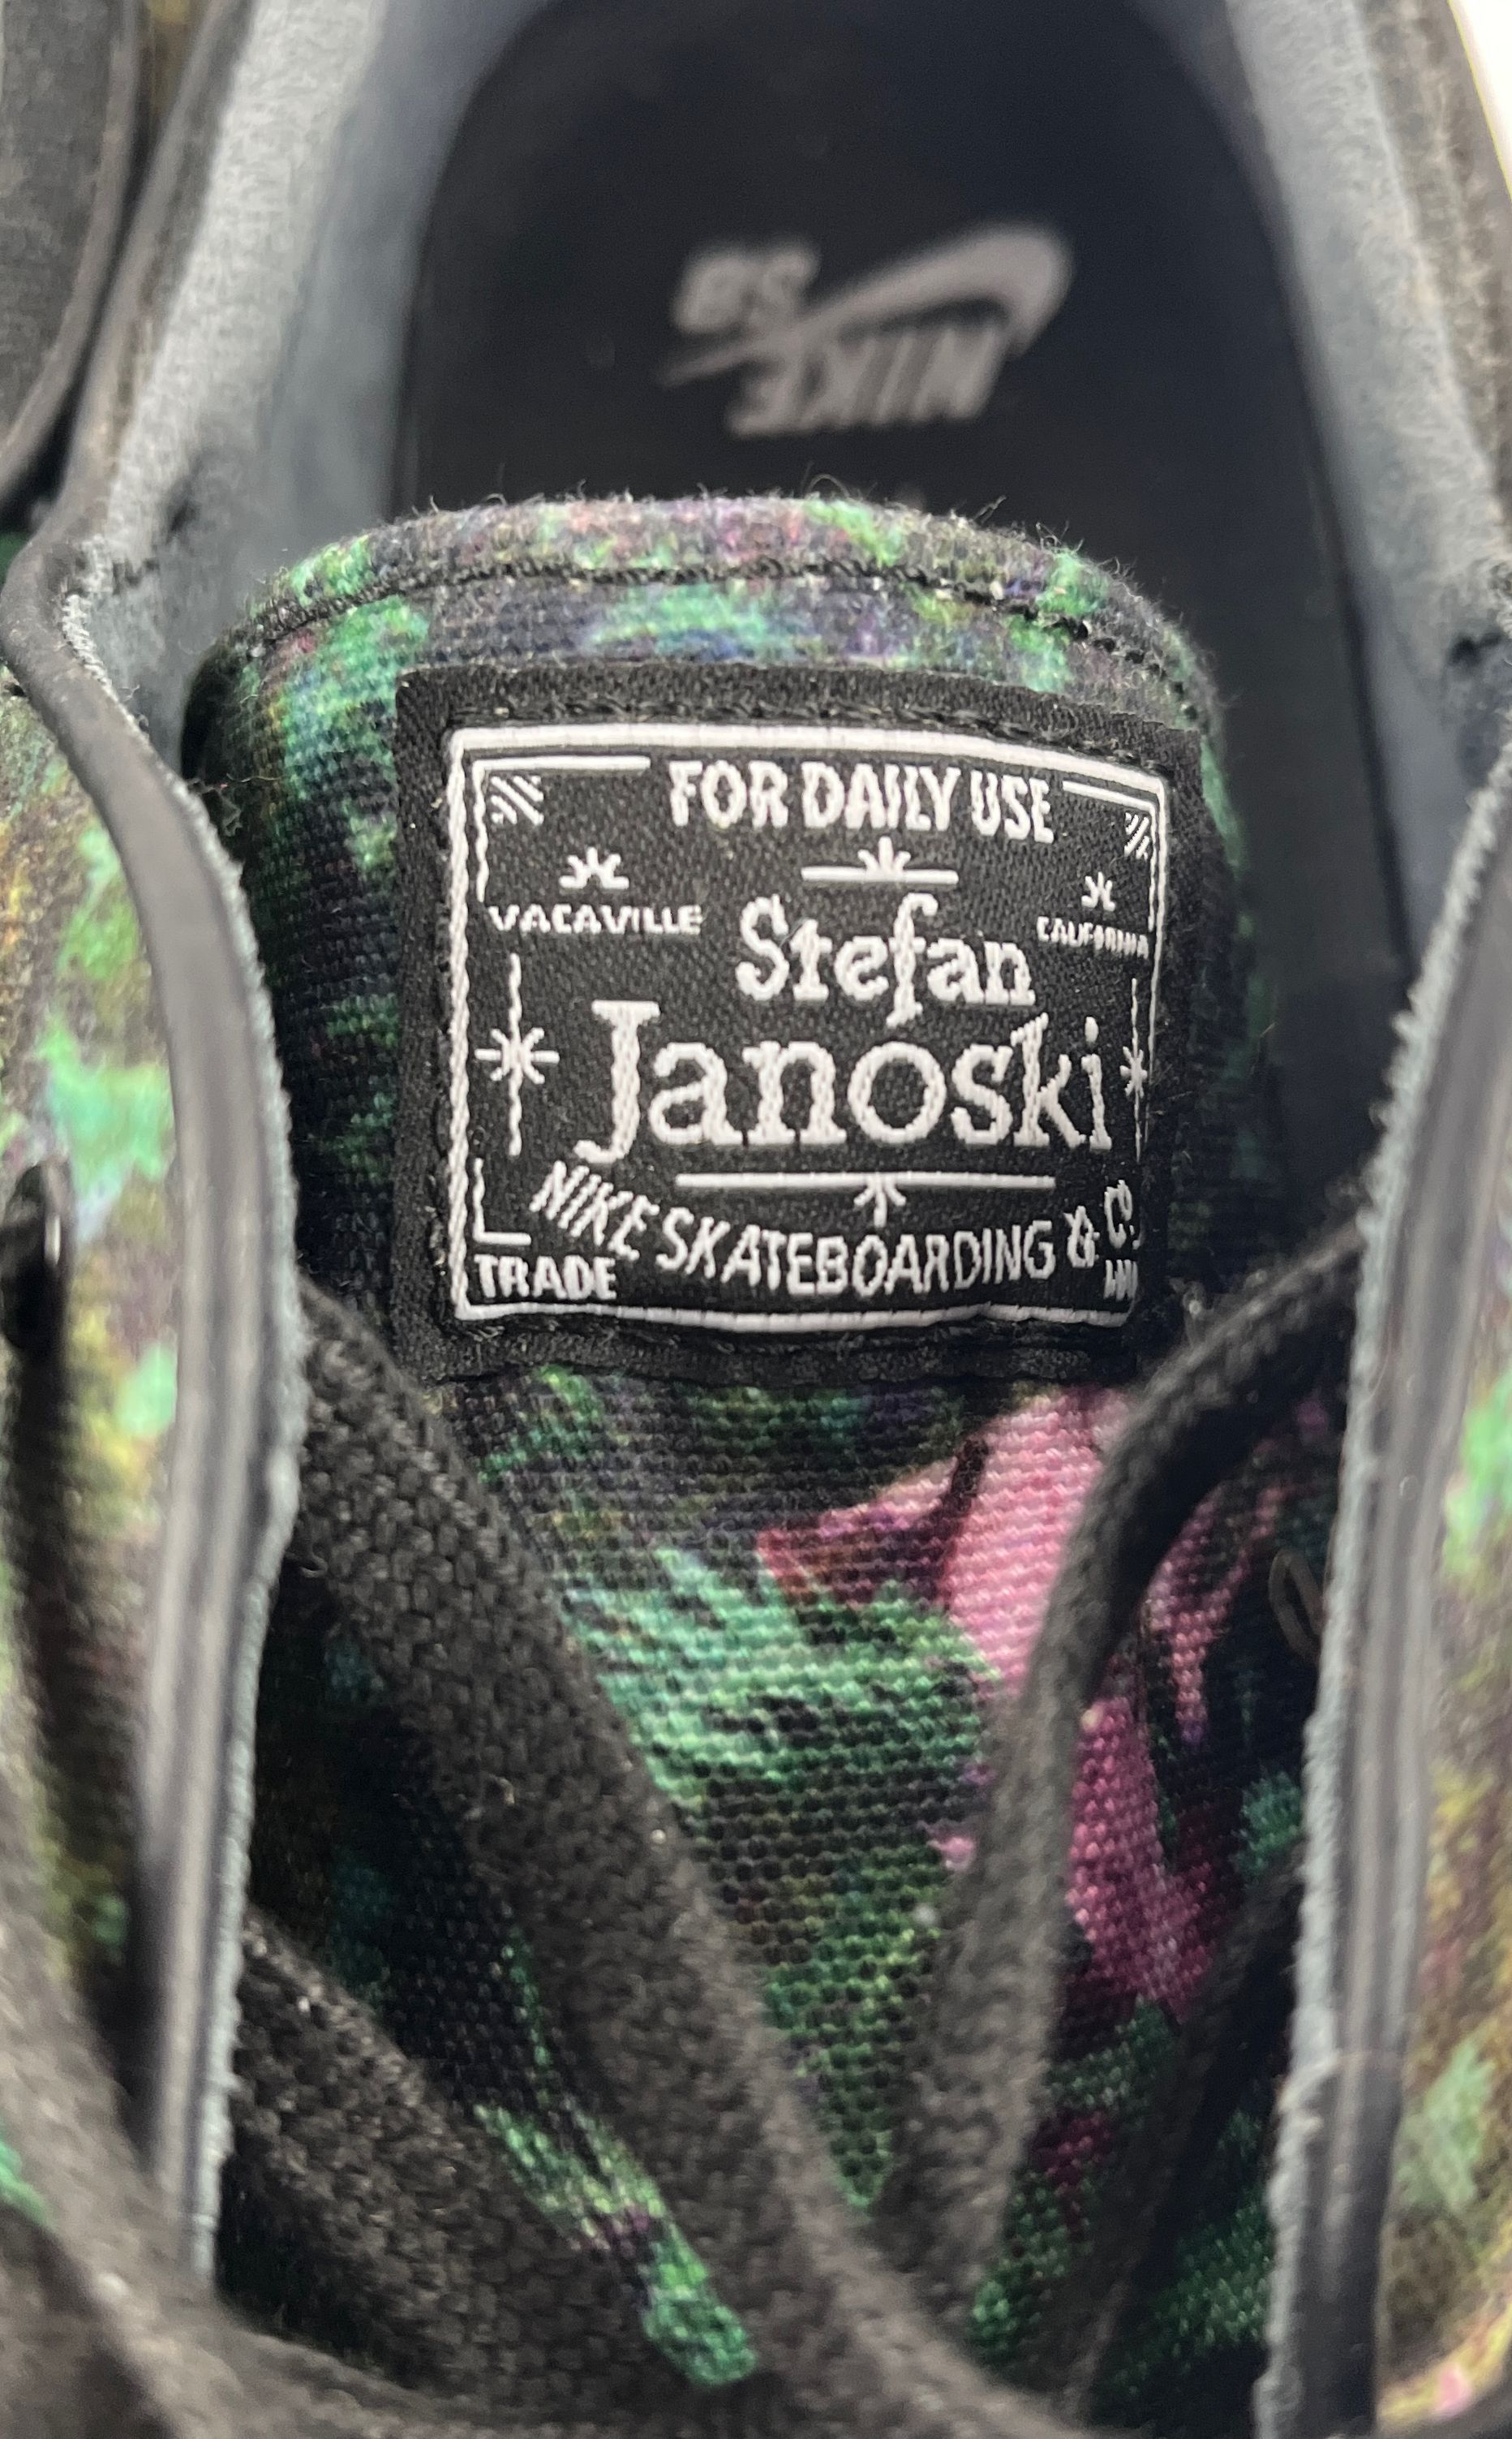 SB
NIKE
FOR DAILY USE
VACAVILLE
CALIFORNIA
Stefan
Janoski
NIKE SKATEBOARDING & Co.
TRADE